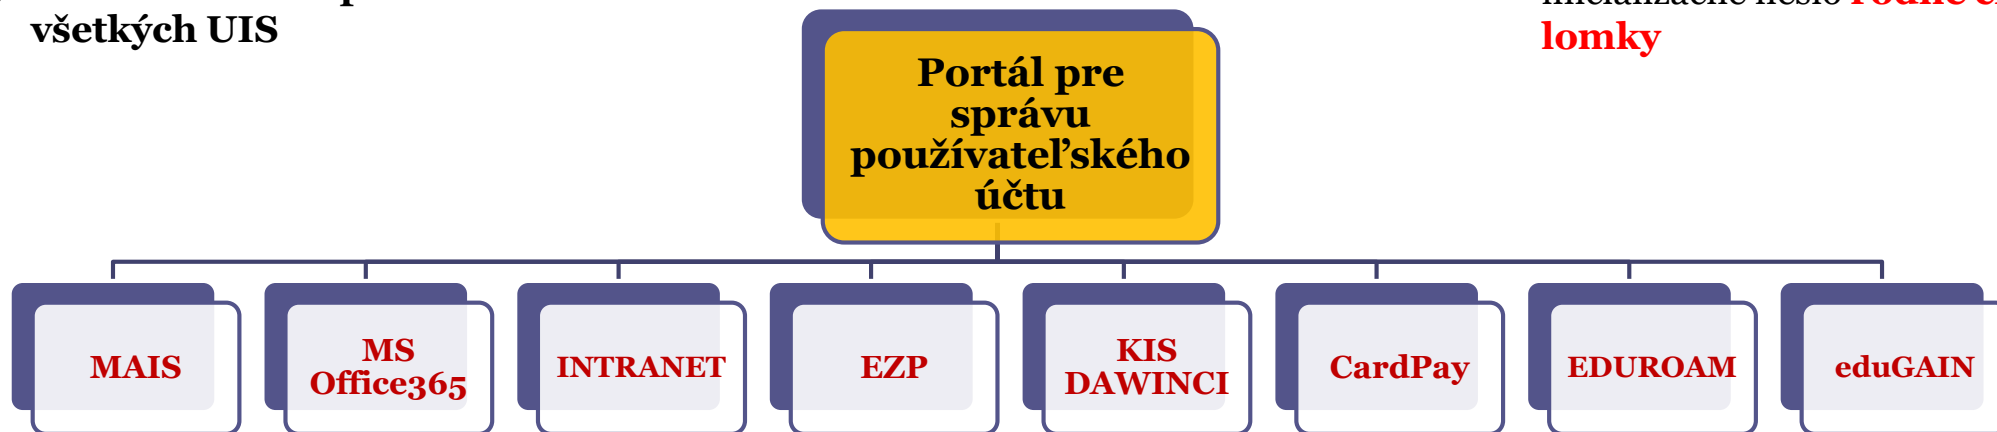 všetkých UIS
lomky
Portál pre
správu
používateľského
účtu
MAIS
MS
Office365
INTRANET
EZP
KIS
DAWINCI
CardPay
EDUROAM
eduGAIN